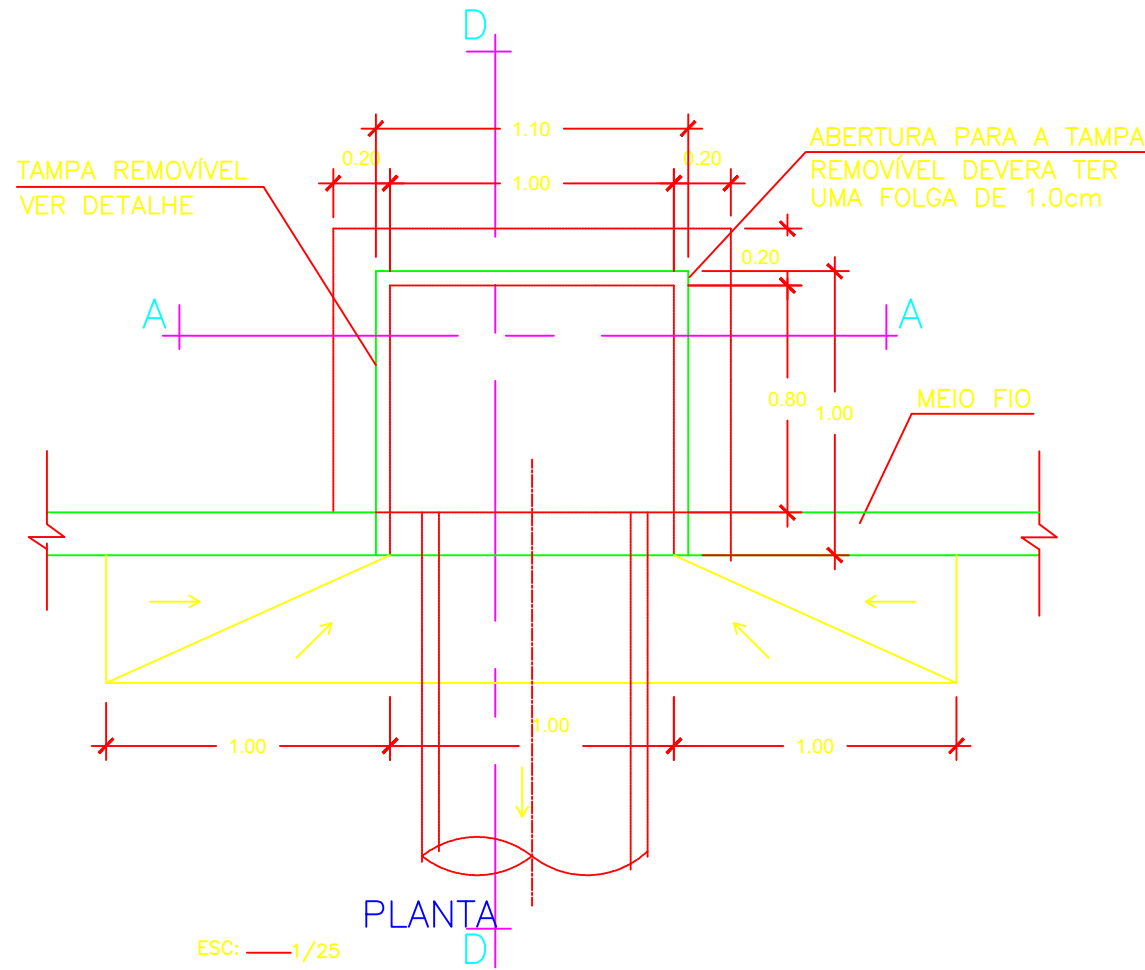 D
1.10
ABERTURA PARA A TAMPA
REMOVÍVEL DEVERA TER
UMA FOLGA DE 1.0cm
TAMPA REMOVÍVEL
VER DETALHE
0.20
1.00
0.20
0.20
A
A
0.80
1.00
MEIO FIO
1.00
1.00
1.00
PLANTA
D
ESC: 1/25